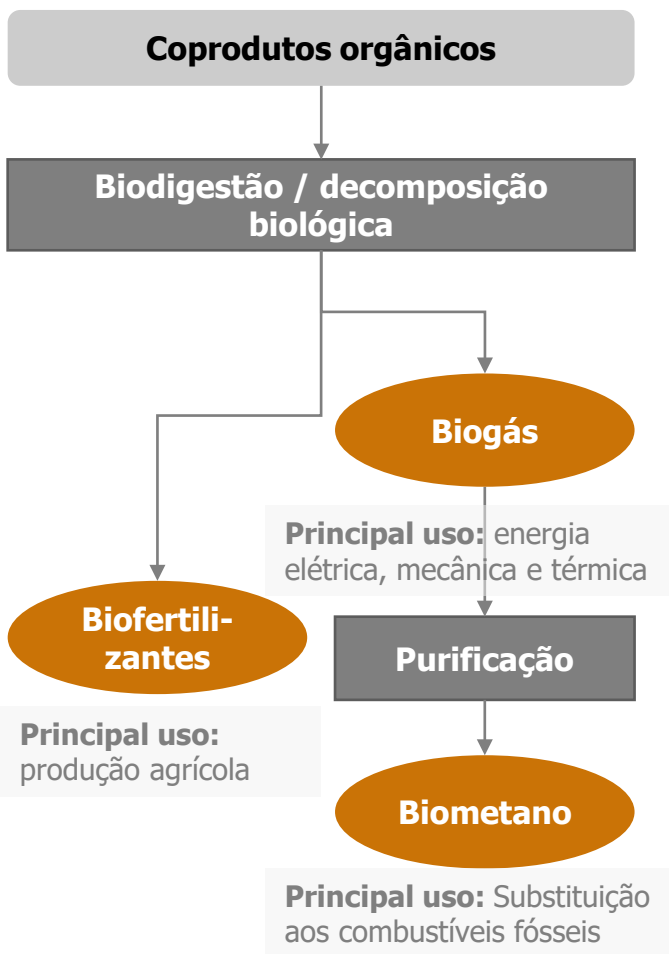 Coprodutos orgânicos
Biodigestão / decomposição
biológica
Biogás
Principal uso: energia
elétrica, mecânica e térmica
Biofertili-
zantes
Principal uso:
produção agrícola
Purificação
Biometano
Principal uso: Substituição
aos combustíveis fósseis